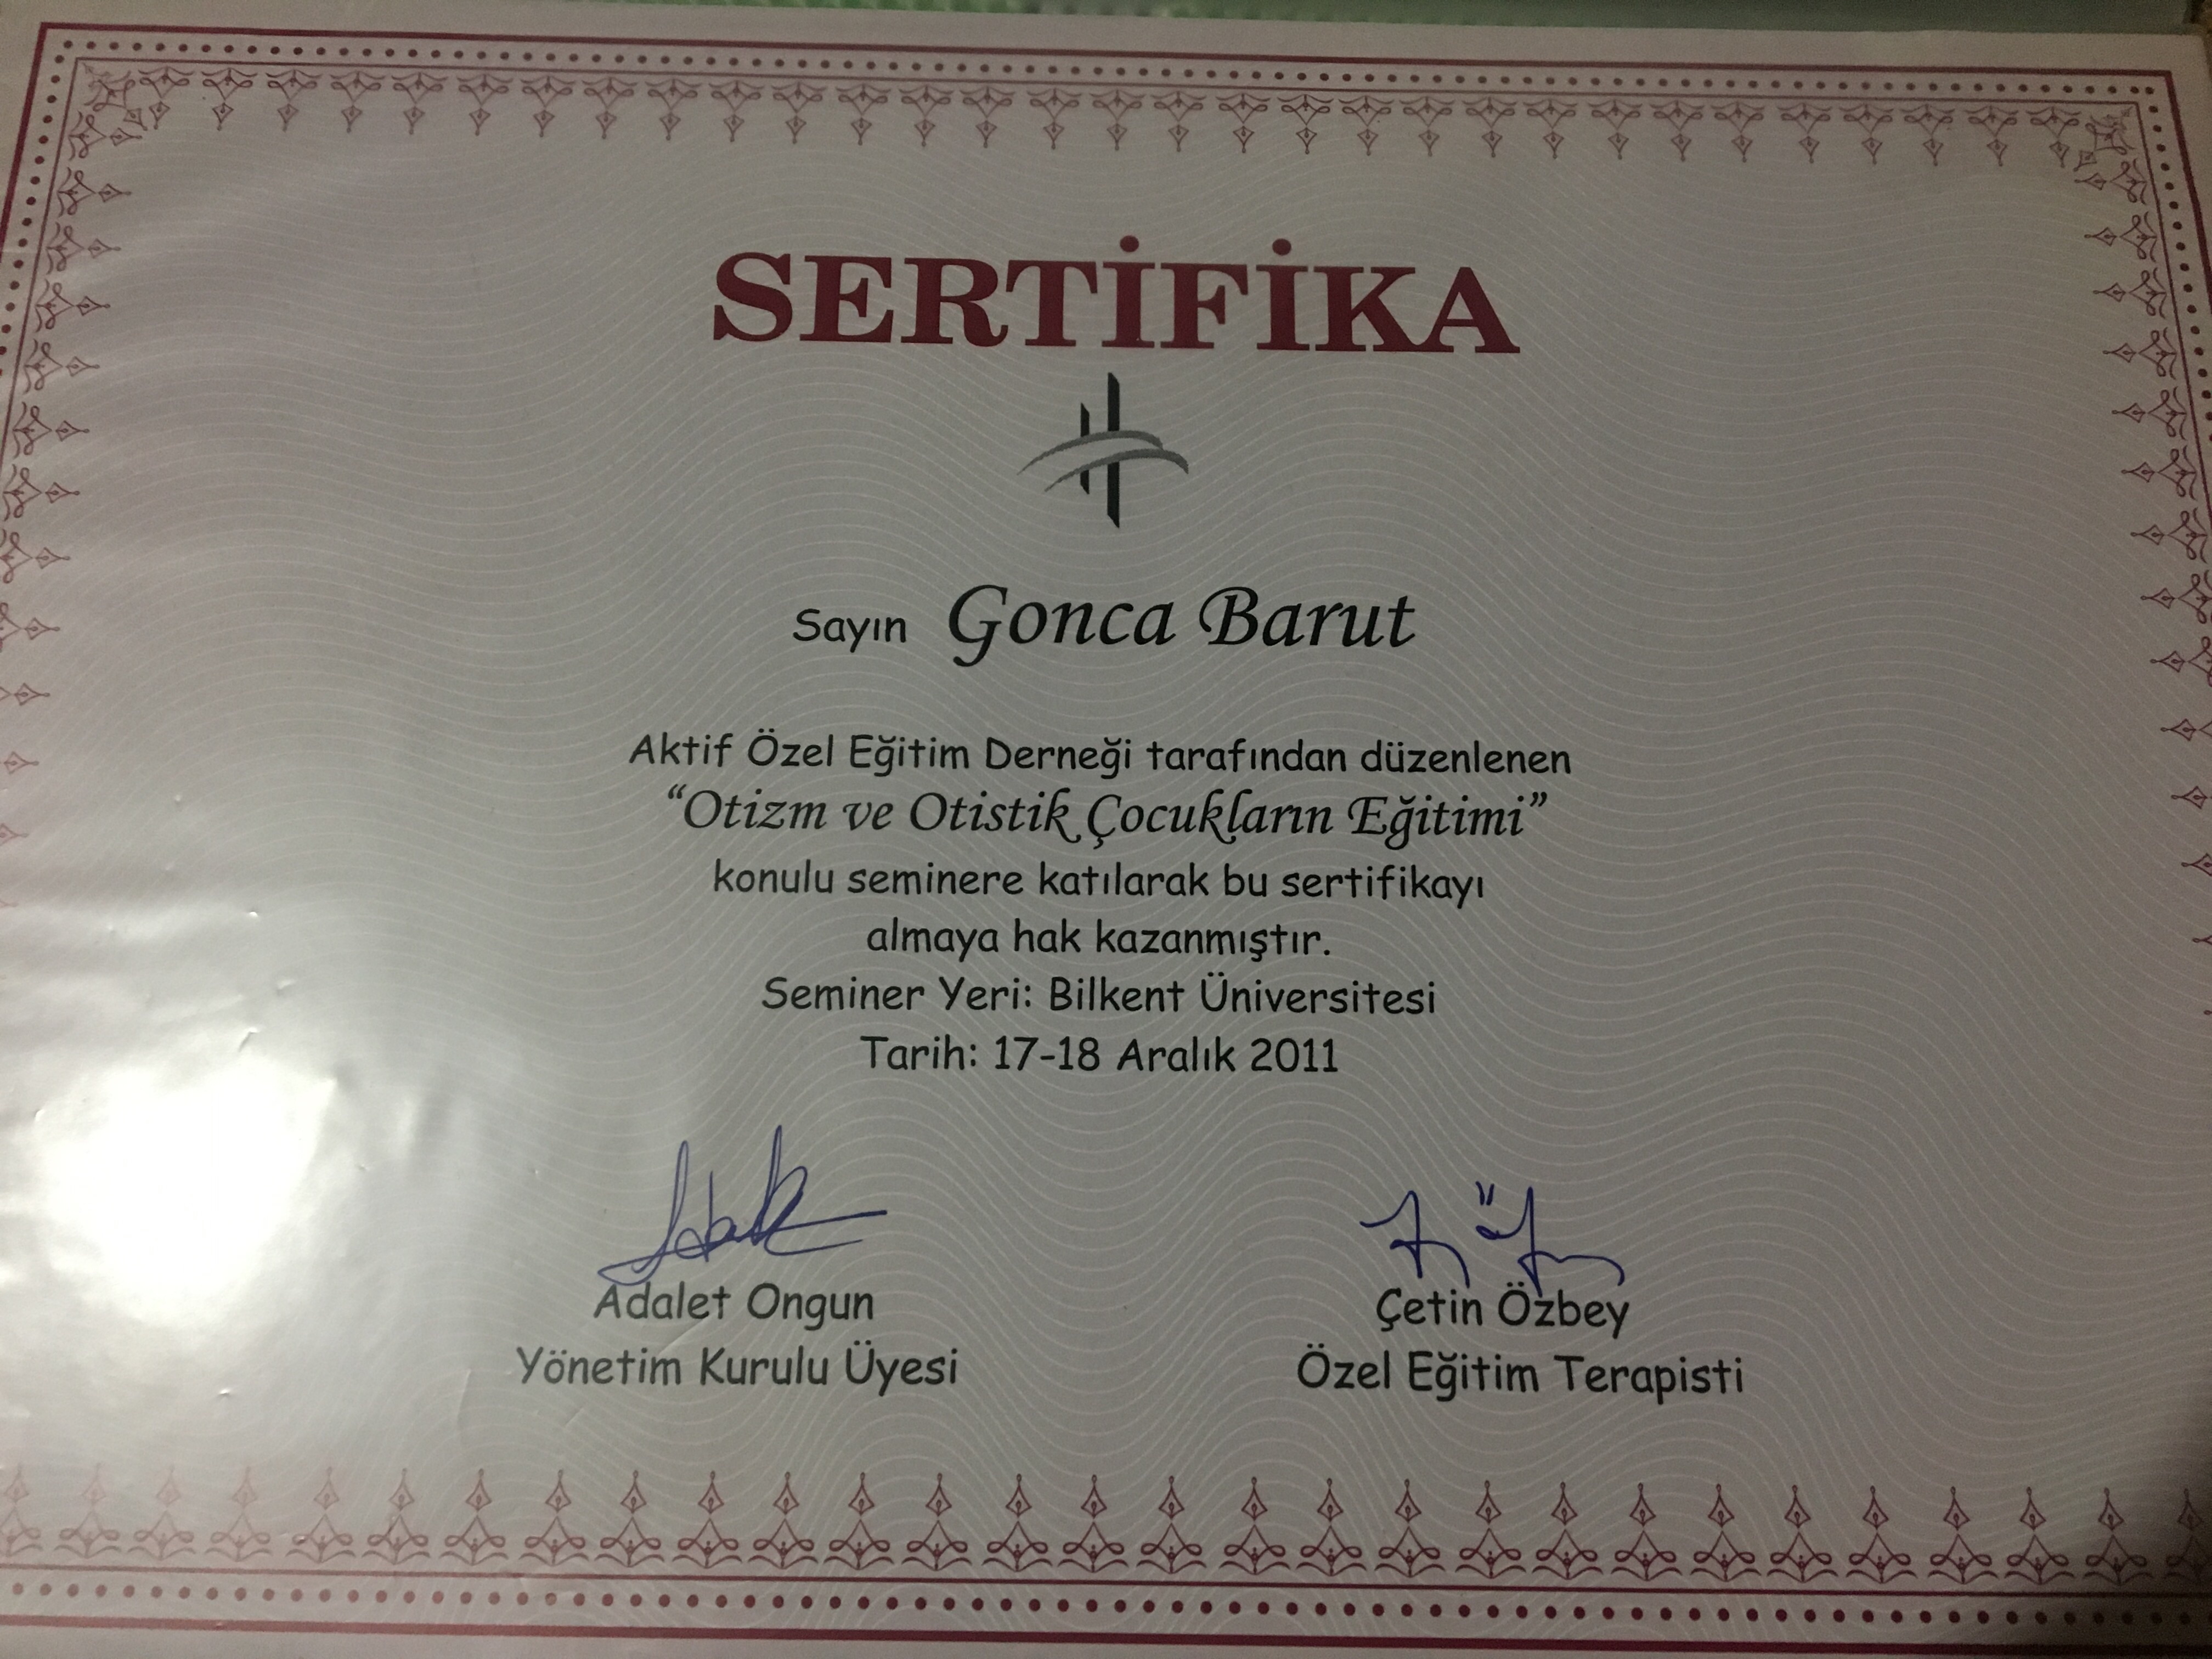 SERTİFİKA
Sayın Gonca Barut
Aktif Özel Eğitim Derneği tarafından düzenlenen
"Otizm ve Otistik Çocukların Eğitimi"
konulu seminere katılarak bu sertifikayı
almaya hak kazanmıştır.
Seminer Yeri: Bilkent Üniversitesi
Tarih: 17-18 Aralık 2011
Adalet Ongun
Yönetim Kurulu Üyesi
Çetin Özbey
Özel Eğitim Terapisti